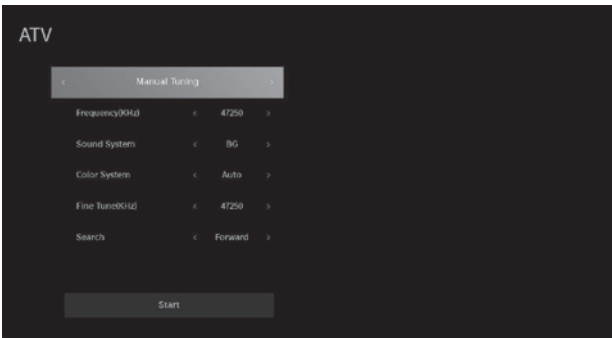 ATV
< Manual Tuning >
Frequency(KHz) < 47250 >
Sound System < BG >
Color System < Auto >
Fine Tune(KHz) < 47250 >
Search < Forward >
Start